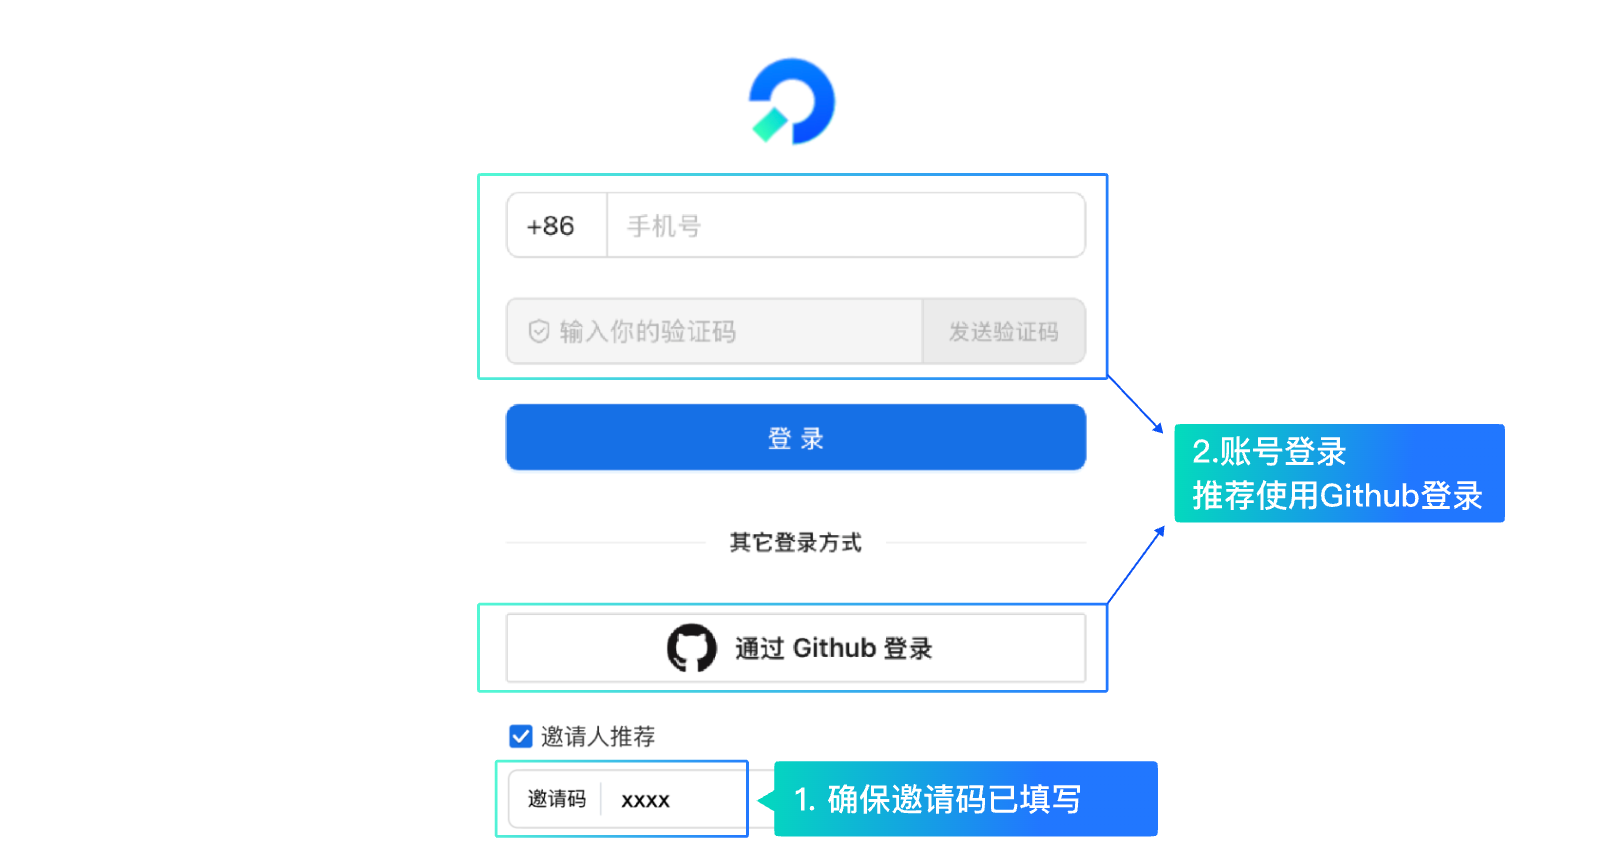 +86 手机号
输入你的验证码 发送验证码
登 录
2.账号登录
推荐使用Github登录
其它登录方式
通过 Github 登录
邀请人推荐
邀请码 xxxx
1. 确保邀请码已填写